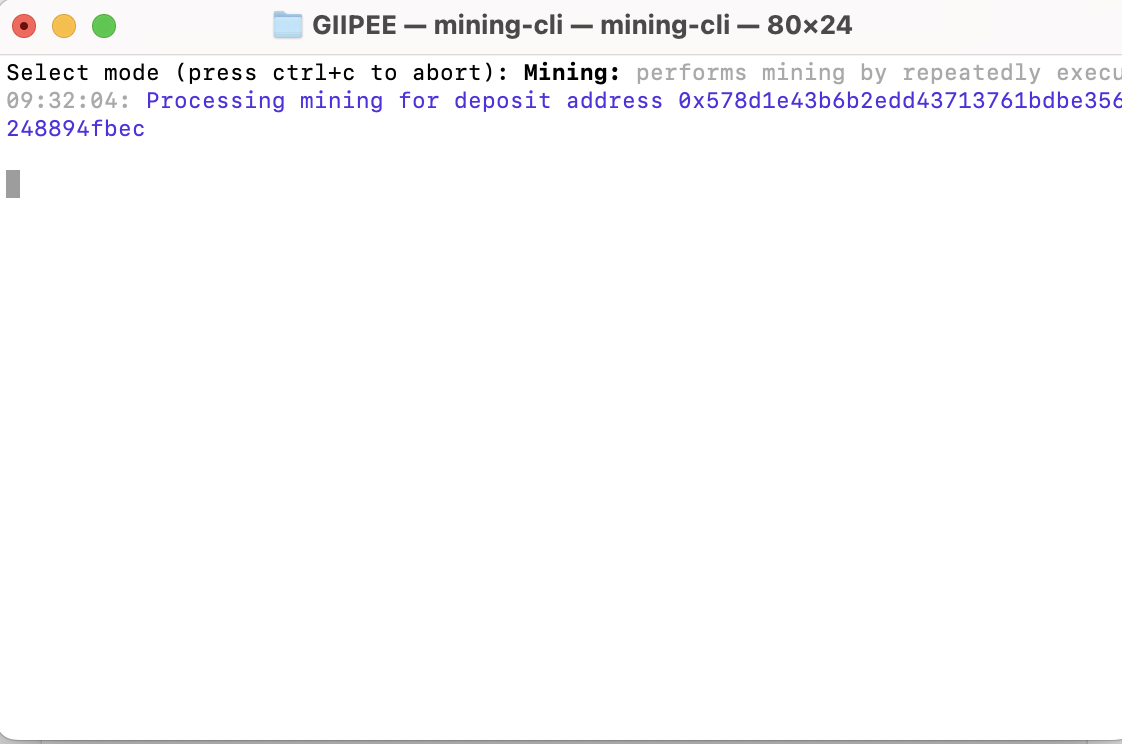 GIIPEE — mining-cli — mining-cli — 80×24
Select mode (press ctrl+c to abort): Mining: performs mining by repeatedly execu
09:32:04: Processing mining for deposit address 0x578d1e43b6b2edd43713761bdbe356
248894fbec